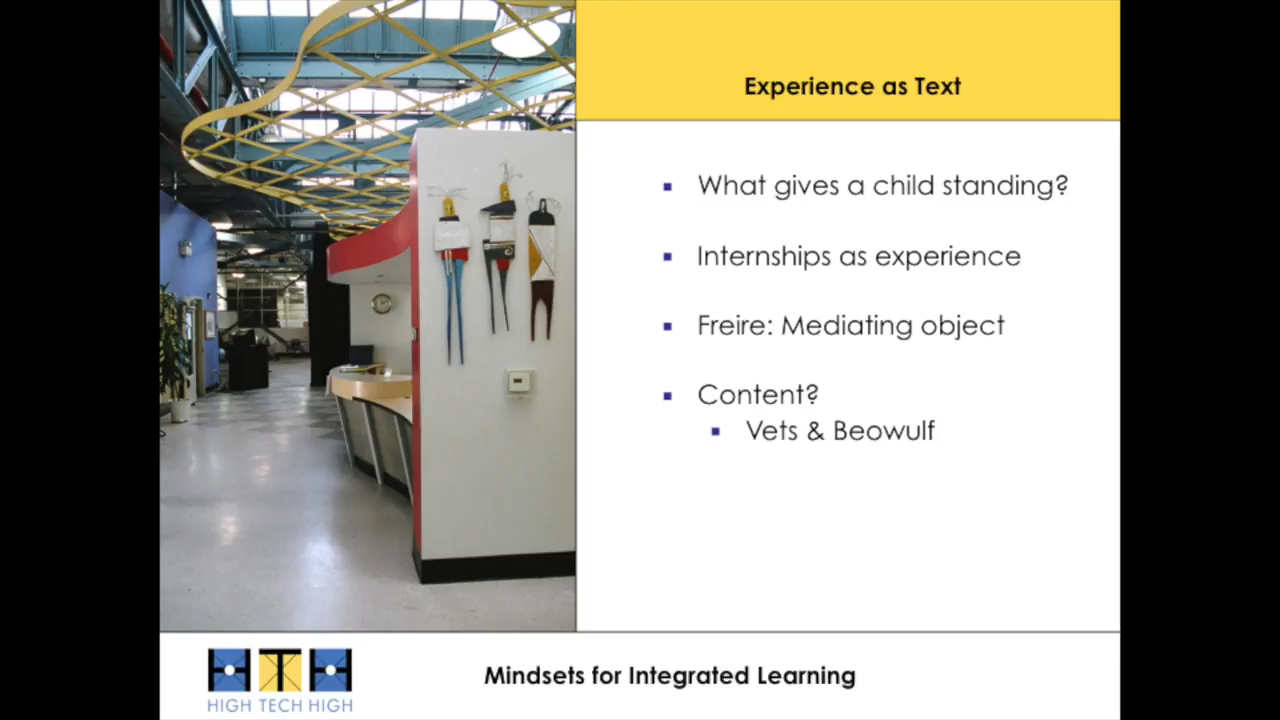 Experience as Text
What gives a child standing?
Internships as experience
Freire: Mediating object
Content?
Vets & Beowulf
HTH
HIGH TECH HIGH
Mindsets for Integrated Learning